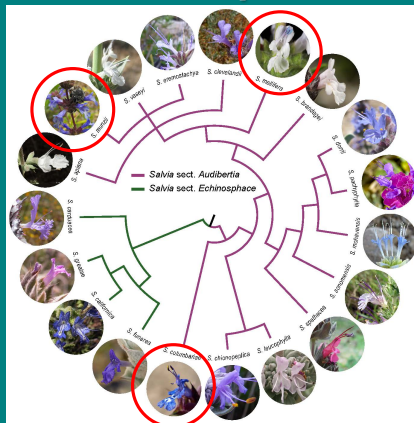 S. eremostachya
S. clevelandii
S. mellifera
S. brandegei
S. vaseyi
S. munzii
S. apiana
S. dorrii
S. pachyphylla
S. mohavensis
S. sonomensis
S. spathacea
S. leucophylla
S. chionopeplica
S. columbariae
S. funerea
S. californica
S. greatae
S. carduacea
Salvia sect. Audibertia
Salvia sect. Echinosphace